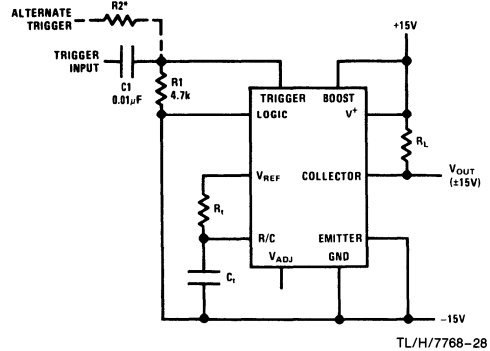 ALTERNATE
TRIGGER
R2*
+15V
TRIGGER
INPUT
C1
0.01μF
R1
4.7k
TRIGGER
BOOST
LOGIC
V+
RL
VREF
COLLECTOR
VOUT
(±15V)
Rt
R/C
EMITTER
VADJ
GND
Ct
−15V
TL/H/7768-28